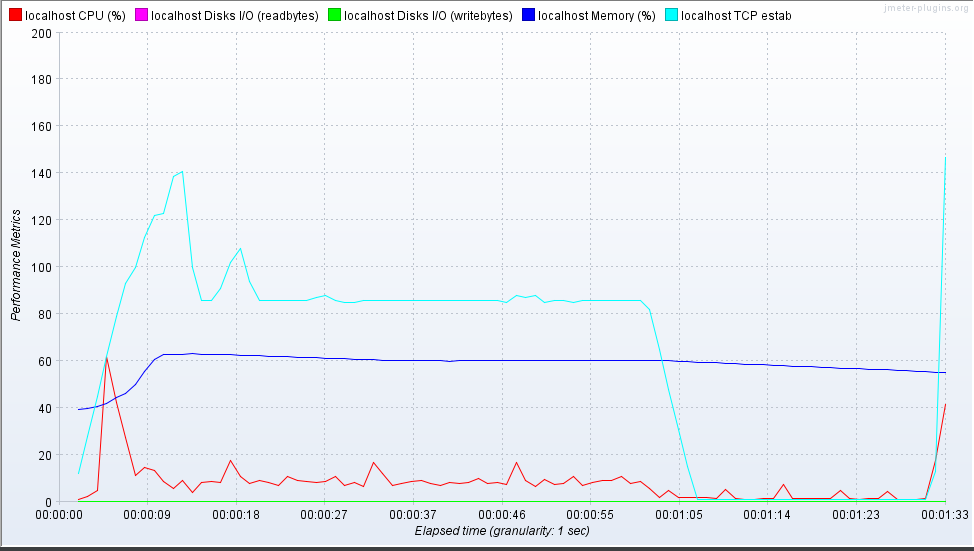 jmeter-plugins.org
localhost CPU (%) localhost Disks I/O (readbytes) localhost Disks I/O (writebytes) localhost Memory (%) localhost TCP estab
200
180
160
140
120
100
80
60
40
20
0
Performance Metrics
00:00:00 00:00:09 00:00:18 00:00:27 00:00:37 00:00:46 00:00:55 00:01:05 00:01:14 00:01:23 00:01:33
Elapsed time (granularity: 1 sec)